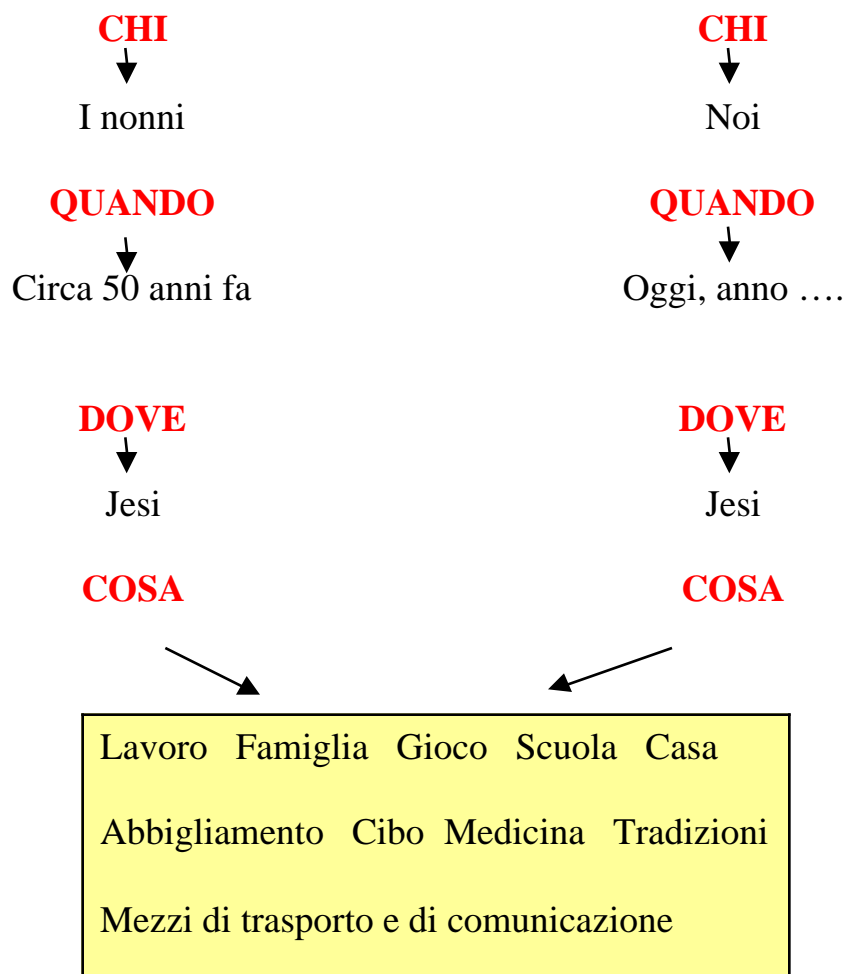 CHI CHI
I nonni Noi
QUANDO QUANDO
Circa 50 anni fa Oggi, anno ….
DOVE DOVE
Jesi Jesi
COSA COSA
Lavoro Famiglia Gioco Scuola Casa
Abbigliamento Cibo Medicina Tradizioni
Mezzi di trasporto e di comunicazione